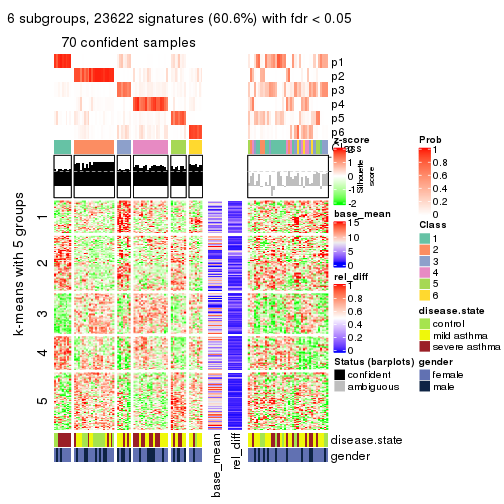 6 subgroups, 23622 signatures (60.6%) with fdr < 0.05
70 confident samples
p1
p2
p3
p4
p5
p6
Class
Silhouette
score
k-means with 5 groups
1
2
3
4
5
base_mean
rel_diff
disease.state
gender
z-score
1
0
-1
-2
base_mean
15
10
5
0
rel_diff
1
0.8
0.6
0.4
0.2
0
Status (barplots)
confident
ambiguous
Prob
1
0.8
0.6
0.4
0.2
0
Class
1
2
3
4
5
6
disease.state
control
mild asthma
severe asthma
gender
female
male